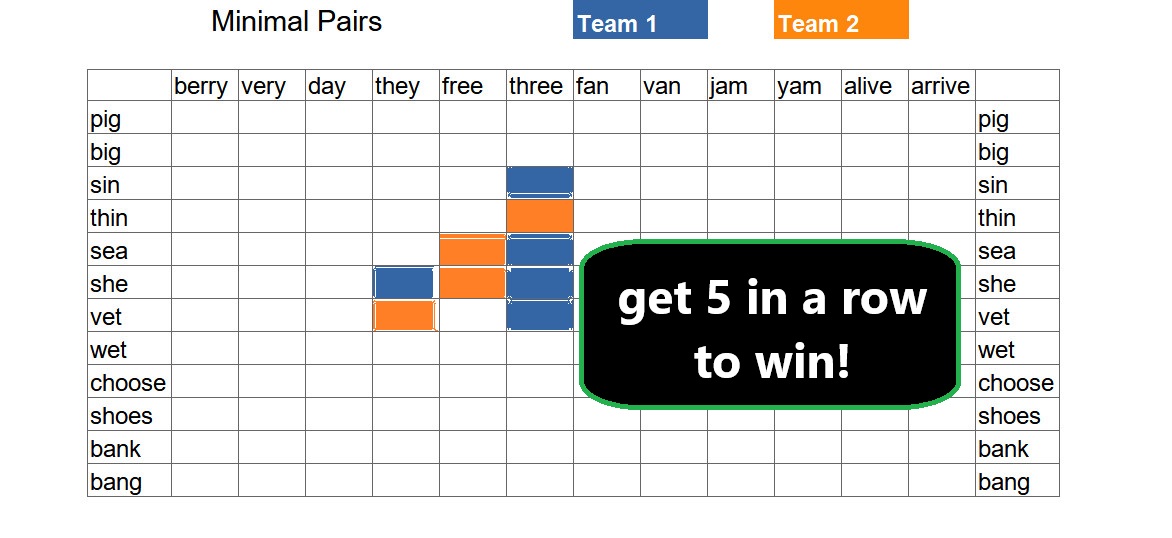 Minimal Pairs Team 1 Team 2
berry very day they free three fan van jam yam alive arrive
pig pig
big big
sin sin
thin thin
sea sea
she she
get 5 in a row
vet vet
to win!
wet wet
choose choose
shoes shoes
bank bank
bang bang